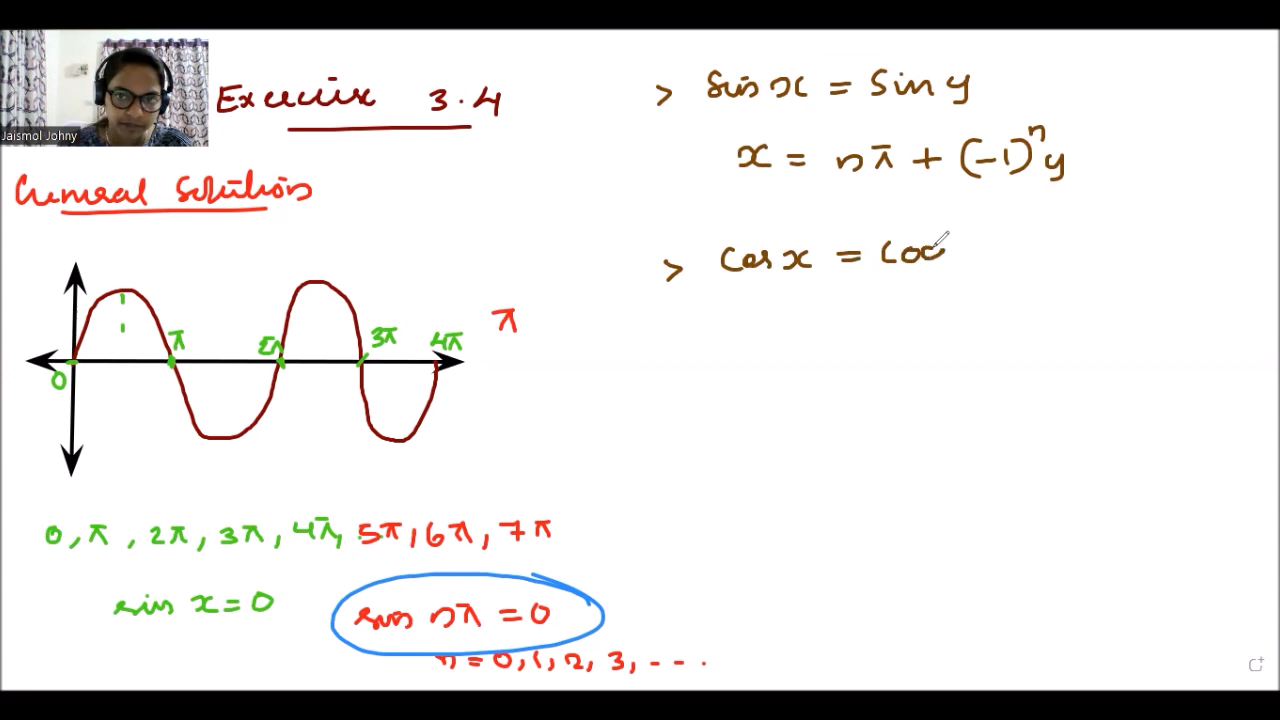 Jaismol Johny
Exercise 3.4
General Solution
0 π 2π 3π 4π
π
0, π, 2π, 3π, 4π, 5π, 6π, 7π
sin x = 0
sin nπ = 0
n = 0, 1, 2, 3, ---.
> Sin x = Sin y
x = nπ + (-1)ⁿ y
> Cos x = Cos